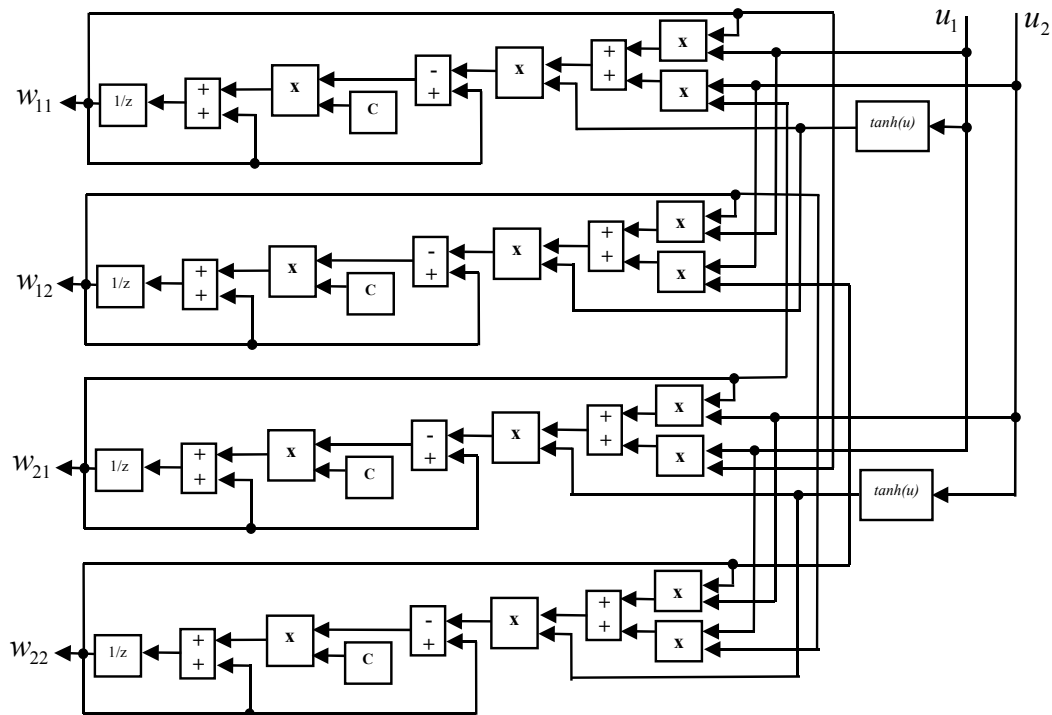 u1 u2
x
- x +
x + + x
w11 1/z + C
tanh(u)
x
- x +
x + + x
w12 1/z + C
x
- x +
x + + x
w21 1/z + C
tanh(u)
x
- x +
x + + x
w22 1/z + C